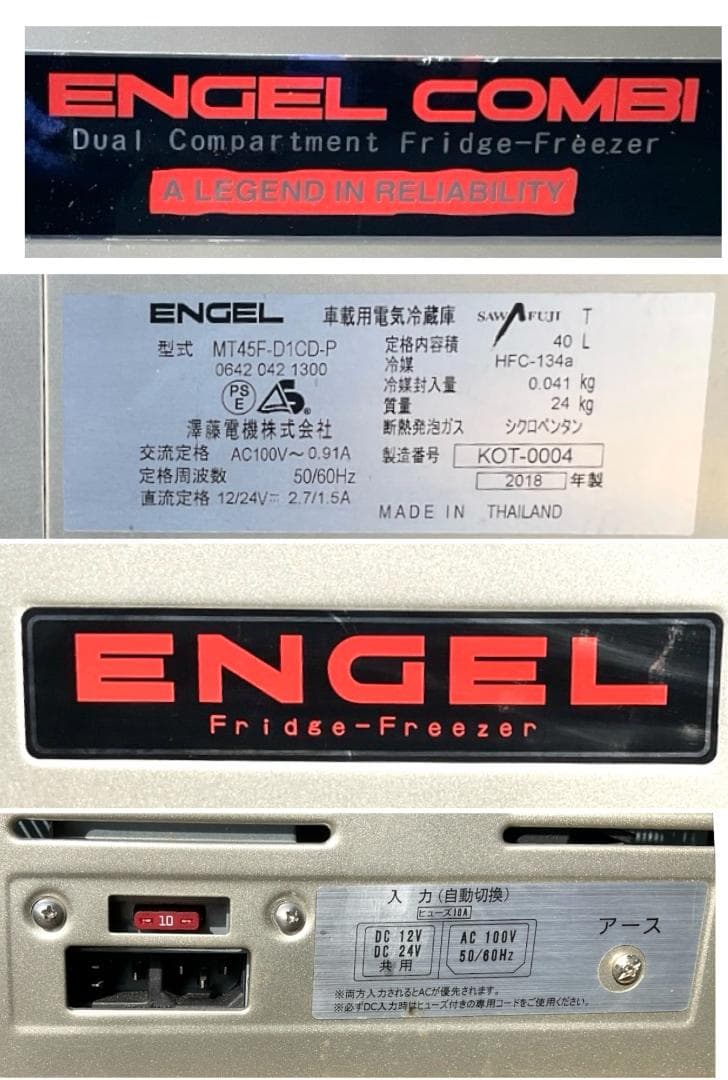 ENGEL COMBI
Dual Compartment Fridge-Freezer
A LEGEND IN RELIABILITY
ENGEL 車載用電気冷蔵庫 SAWAFUJI T
型式 MT45F-D1CD-P
0642 042 1300
PS
E
澤藤電機株式会社
交流定格 AC100V～0.91A
定格周波数 50/60Hz
直流定格 12/24V⎓ 2.7/1.5A
定格内容積 40 L
冷媒 HFC-134a
冷媒封入量 0.041 kg
質量 24 kg
断熱発泡ガス シクロペンタン
製造番号 KOT-0004
2018 年製
MADE IN THAILAND
ENGEL
Fridge-Freezer
10
入 力(自動切換)
ヒューズ10A
DC 12V
DC 24V
共 用
AC 100V
50/60Hz
アース
※両方入力されるとACが優先されます。
※必ずDC入力時はヒューズ付きの専用コードをご使用ください。